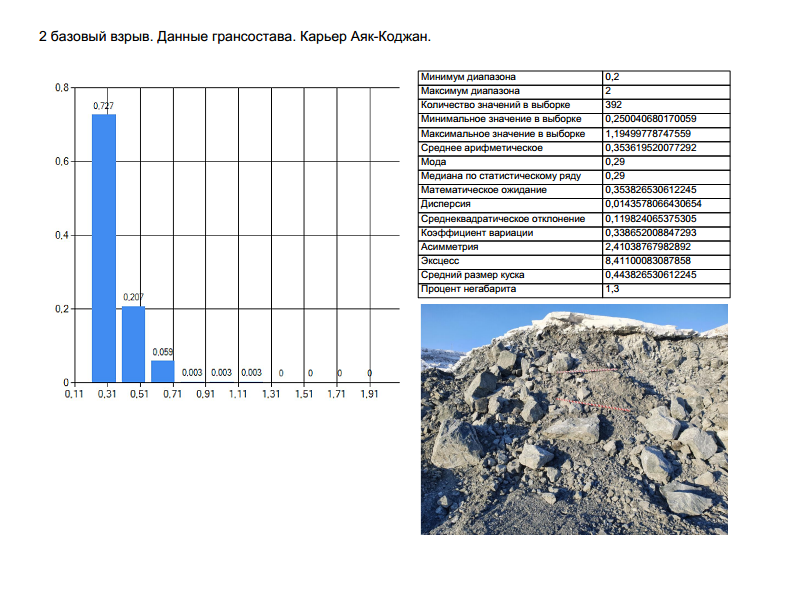 2 базовый взрыв. Данные грансостава. Карьер Аяк-Коджан.
0,8
0,6
0,4
0,2
0
0,727
0,207
0,059
0.003
0.003
0.003
0
0
0
0
0,11 0,31 0,51 0,71 0,91 1,11 1,31 1,51 1,71 1,91
Минимум диапазона 0,2
Максимум диапазона 2
Количество значений в выборке 392
Минимальное значение в выборке 0,250040680170059
Максимальное значение в выборке 1,19499778747559
Среднее арифметическое 0,353619520077292
Мода 0,29
Медиана по статистическому ряду 0,29
Математическое ожидание 0,353826530612245
Дисперсия 0,0143578066430654
Среднеквадратическое отклонение 0,119824065375305
Коэффициент вариации 0,338652008847293
Асимметрия 2,41038767982892
Эксцесс 8,41100083087858
Средний размер куска 0,443826530612245
Процент негабарита 1,3